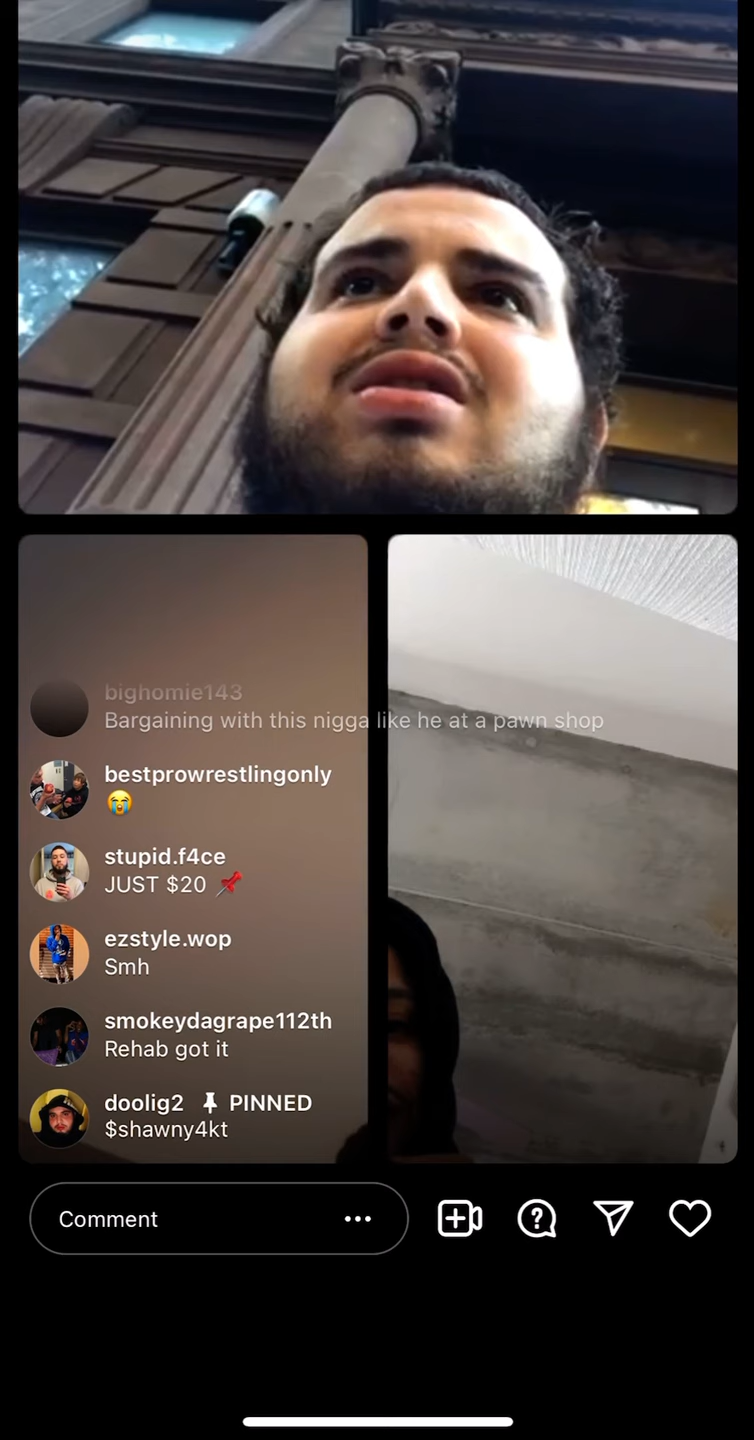 bighomie143
Bargaining with this nigga like he at a pawn shop
bestprowrestlingonly
😭
stupid.f4ce
JUST $20 📌
ezstyle.wop
Smh
smokeydagrape112th
Rehab got it
doolig2 PINNED
$shawny4kt
Comment